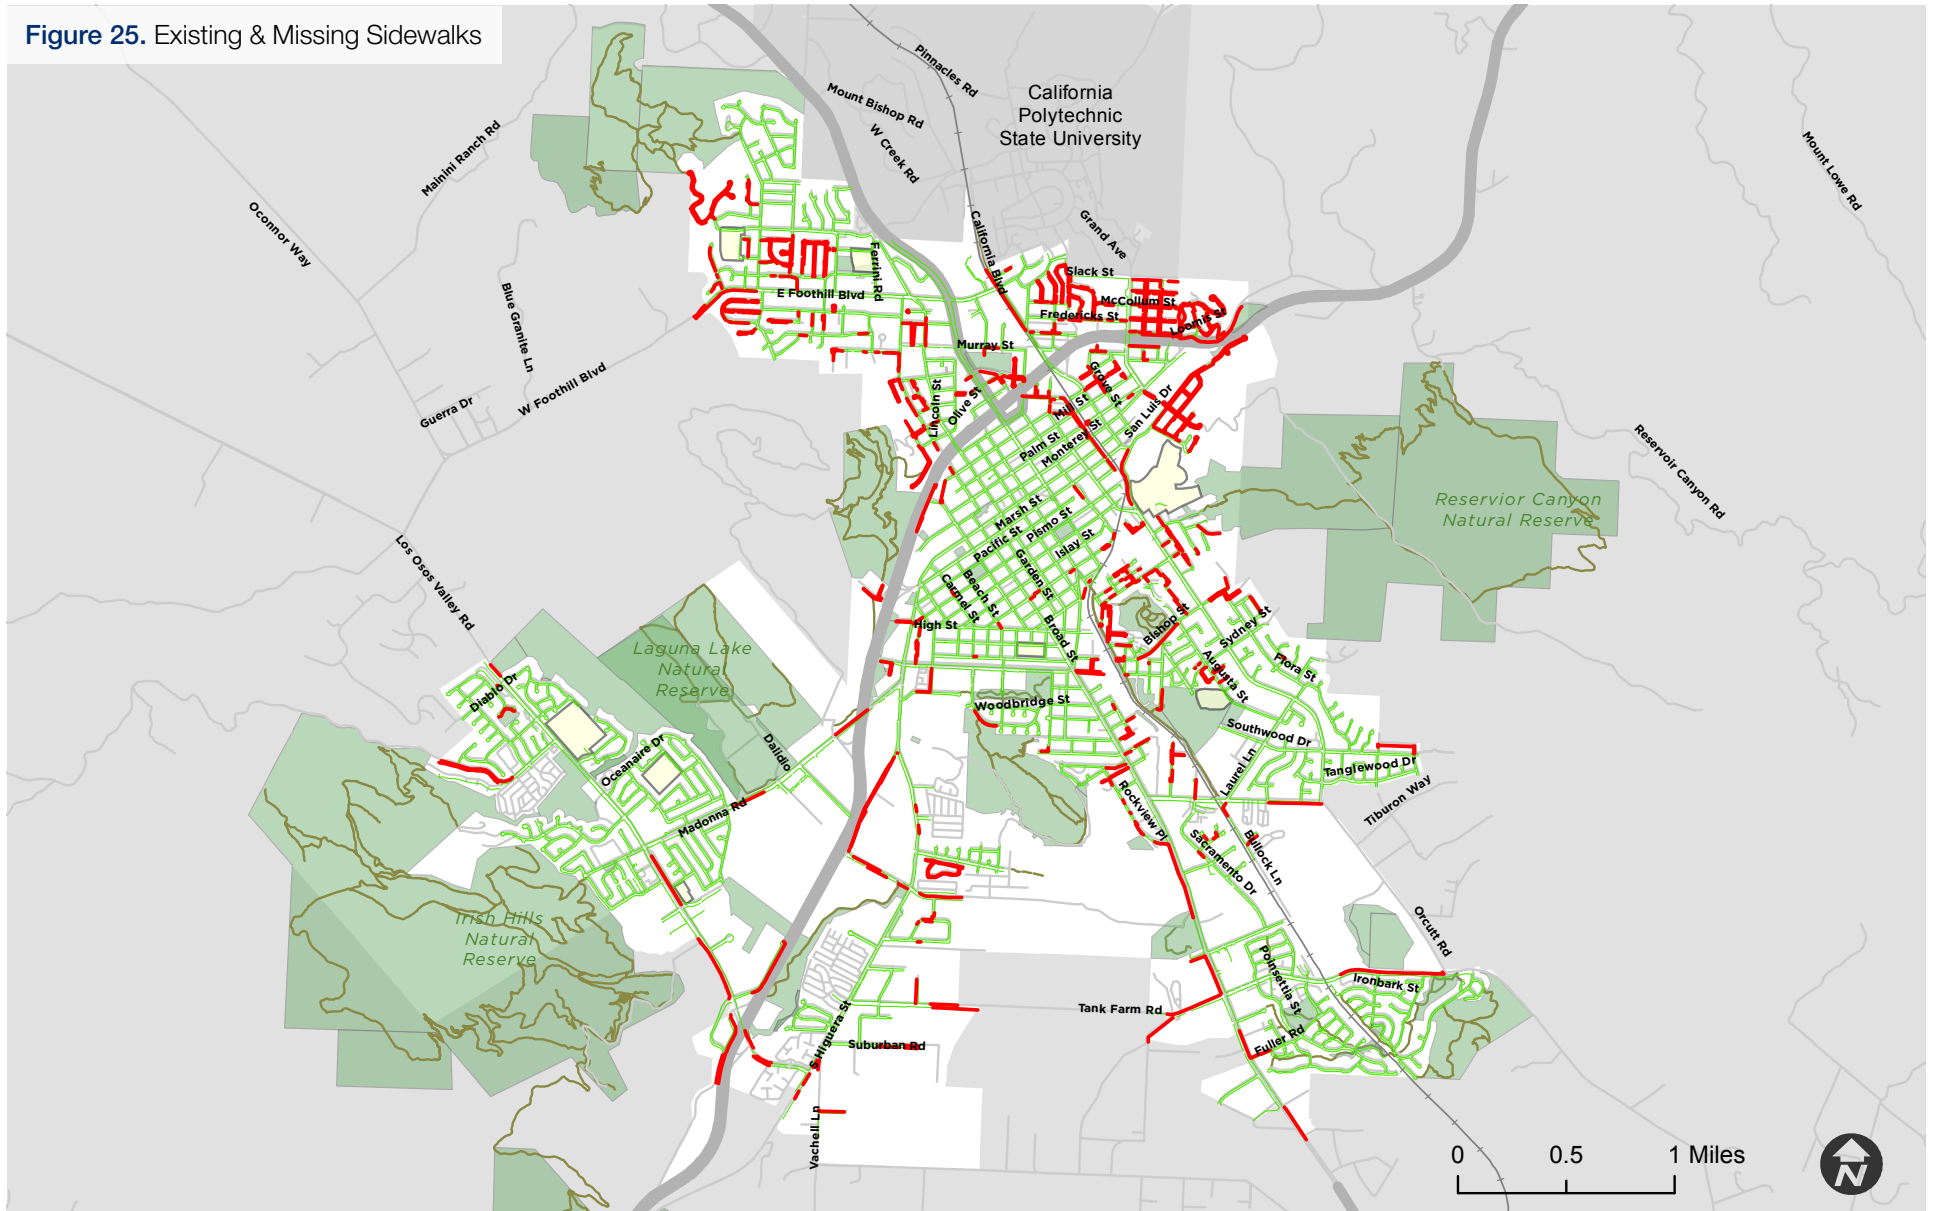 Figure 25. Existing & Missing Sidewalks
Pinnacles Rd
Mount Bishop Rd
W Creek Rd
California
Polytechnic
State University
Mainini Ranch Rd
Mount Lowe Rd
Oconnor Way
Grand Ave
California Blvd
Ferrini Rd
Slack St
Blue Granite Ln
E Foothill Blvd
McCollum St
Fredericks St
Loomis St
Murray St
Grove St
W Foothill Blvd
Guerra Dr
Lincoln St
Olive St
Mill St
San Luis Dr
Palm St
Monterey St
Reservoir Canyon Rd
Reservior Canyon
Natural Reserve
Marsh St
Pismo St
Pacific St
Islay St
Los Osos Valley Rd
Garden St
Beach St
Carmel St
High St
Broad St
Bishop St
Sydney St
Laguna Lake
Natural
Reserve
Flora St
Augusta St
Diablo Dr
Woodbridge St
Southwood Dr
Oceanaire Dr
Dalidio
Laurel Ln
Tanglewood Dr
Tiburon Way
Madonna Rd
Rockview Pl
Sacramento Dr
Bullock Ln
Irish Hills
Natural
Reserve
Orcutt Rd
Poinsettia St
Ironbark St
Tank Farm Rd
Fuller Rd
S Higuera St
Suburban Rd
Vachell Ln
0 0.5 1 Miles
N